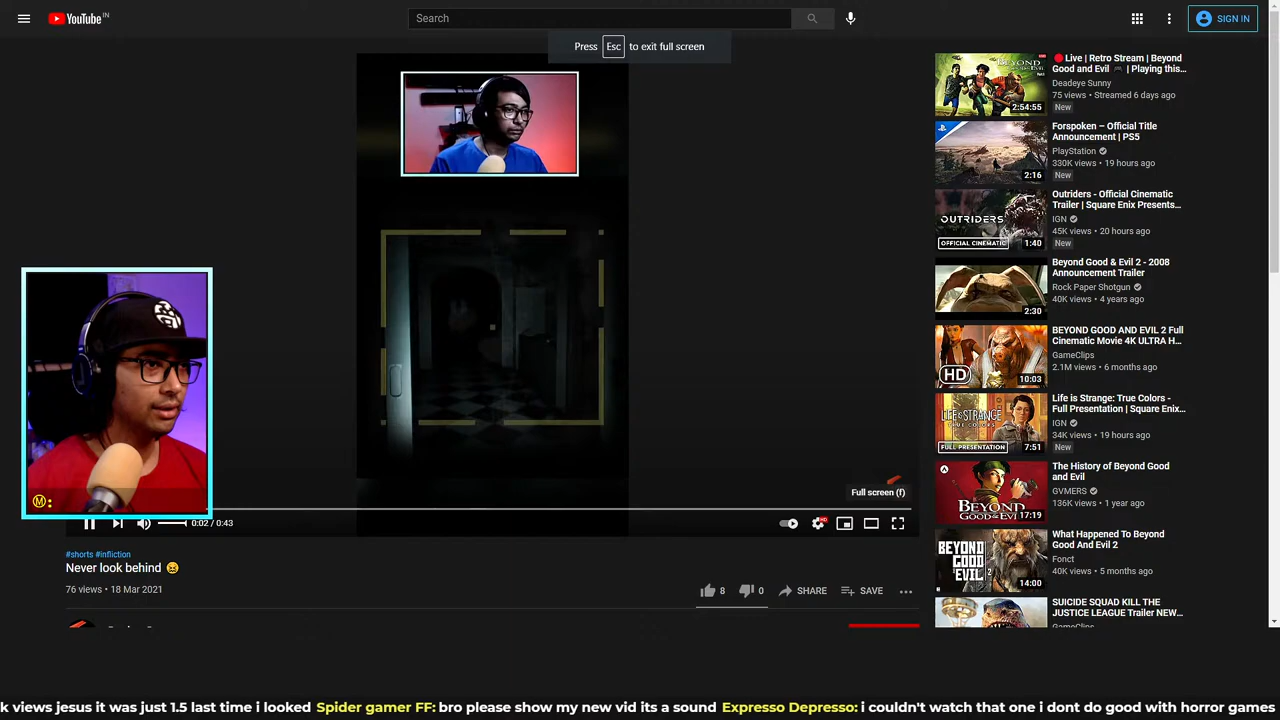 YouTube IN
Search
SIGN IN
Press Esc to exit full screen
Full screen (f)
0:02 / 0:43
HD
#shorts #infliction
Never look behind 😖
76 views • 18 Mar 2021
8
0
SHARE
SAVE
BEYOND
2:54:55
🔴Live | Retro Stream | Beyond
Good and Evil 🎮 | Playing this...
Deadeye Sunny
75 views • Streamed 6 days ago
New
2:16
Forspoken – Official Title
Announcement | PS5
PlayStation
330K views • 19 hours ago
New
OUTRIDERS
OFFICIAL CINEMATIC
1:40
Outriders - Official Cinematic
Trailer | Square Enix Presents...
IGN
45K views • 20 hours ago
New
2:30
Beyond Good & Evil 2 - 2008
Announcement Trailer
Rock Paper Shotgun
40K views • 4 years ago
HD
10:03
BEYOND GOOD AND EVIL 2 Full
Cinematic Movie 4K ULTRA H...
GameClips
2.1M views • 6 months ago
LIFE is STRANGE
TRUE COLORS
FULL PRESENTATION
7:51
Life is Strange: True Colors -
Full Presentation | Square Enix...
IGN
34K views • 19 hours ago
New
BEYOND
GOOD & EVIL
17:19
The History of Beyond Good
and Evil
GVMERS
136K views • 1 year ago
BEYOND
GOOD
EVIL 2
14:00
What Happened To Beyond
Good And Evil 2
Fonct
40K views • 5 months ago
SUICIDE SQUAD KILL THE
JUSTICE LEAGUE Trailer NEW...
GameClips
M :
k views jesus it was just 1.5 last time i looked Spider gamer FF: bro please show my new vid its a sound Expresso Depresso: i couldn't watch that one i dont do good with horror games